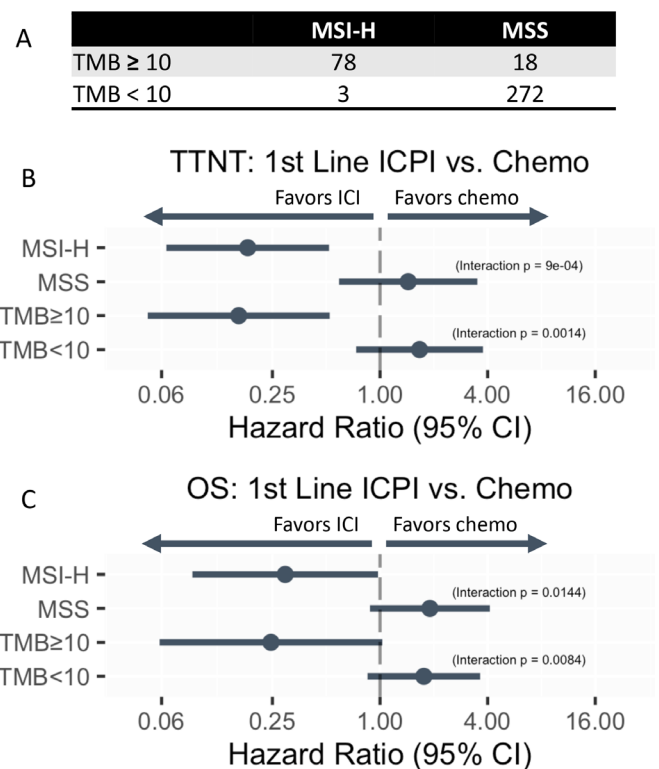 A
MSI-H MSS
TMB ≥ 10 78 18
TMB < 10 3 272
B
TTNT: 1st Line ICPI vs. Chemo
Favors ICI Favors chemo
MSI-H
(Interaction p = 9e-04)
MSS
TMB≥10
(Interaction p = 0.0014)
TMB<10
0.06 0.25 1.00 4.00 16.00
Hazard Ratio (95% CI)
C
OS: 1st Line ICPI vs. Chemo
Favors ICI Favors chemo
MSI-H
(Interaction p = 0.0144)
MSS
TMB≥10
(Interaction p = 0.0084)
TMB<10
0.06 0.25 1.00 4.00 16.00
Hazard Ratio (95% CI)